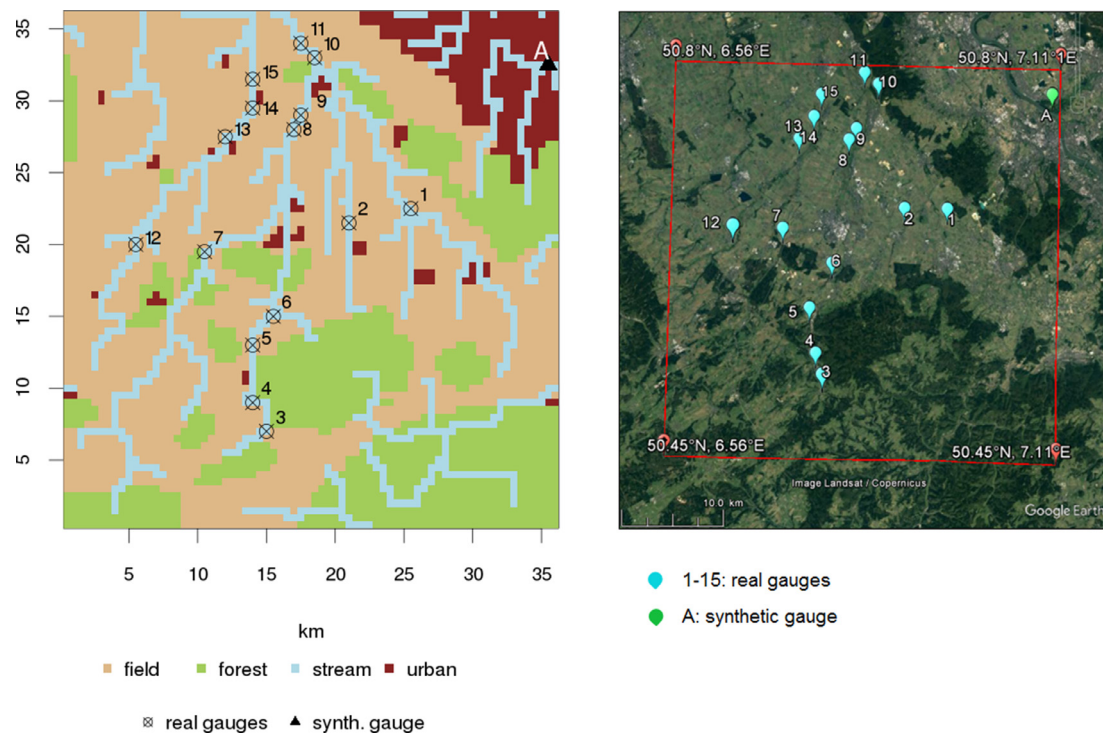 35
30
25
20
15
10
5
11
10
A
15
14
9
13
8
1
2
12
7
6
5
4
3
5 10 15 20 25 30 35
km
field forest stream urban
real gauges synth. gauge
50.8°N, 6.56°E
50.8°N, 7.11°E
11
10
15
A
13
14
9
8
2
1
12
7
6
5
4
3
50.45°N, 6.56°E
50.45°N, 7.11°E
Image Landsat / Copernicus
10.0 km
Google Earth
1-15: real gauges
A: synthetic gauge